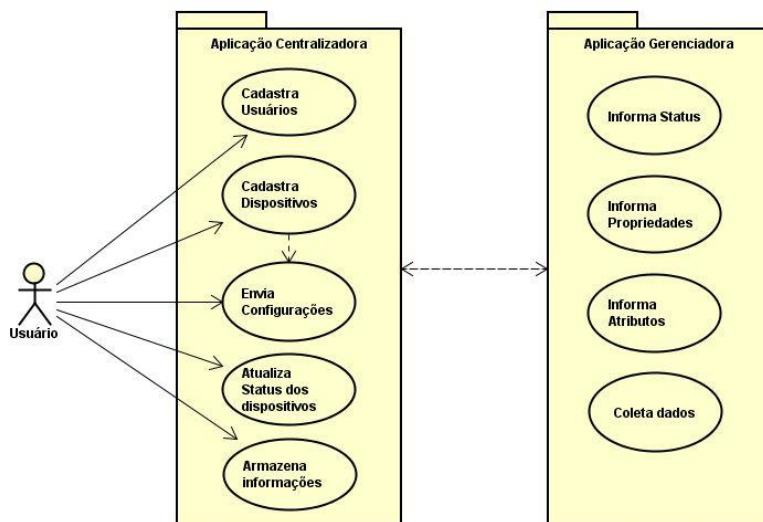 Aplicação Centralizadora
Cadastra
Usuários
Cadastra
Dispositivos
Envia
Configurações
Atualiza
Status dos
dispositivos
Armazena
informações
Usuário
Aplicação Gerenciadora
Informa Status
Informa
Propriedades
Informa
Atributos
Coleta dados